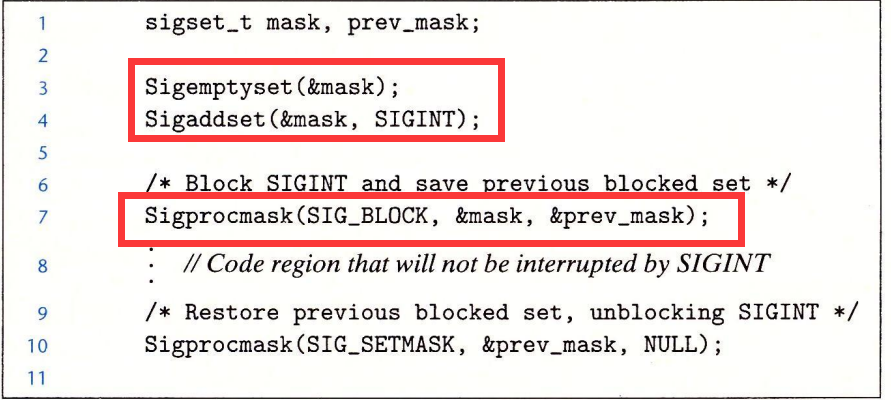 1 sigset_t mask, prev_mask;
2
3 Sigemptyset(&mask);
4 Sigaddset(&mask, SIGINT);
5
6 /* Block SIGINT and save previous blocked set */
7 Sigprocmask(SIG_BLOCK, &mask, &prev_mask);
8 ⋮ // Code region that will not be interrupted by SIGINT
9 /* Restore previous blocked set, unblocking SIGINT */
10 Sigprocmask(SIG_SETMASK, &prev_mask, NULL);
11